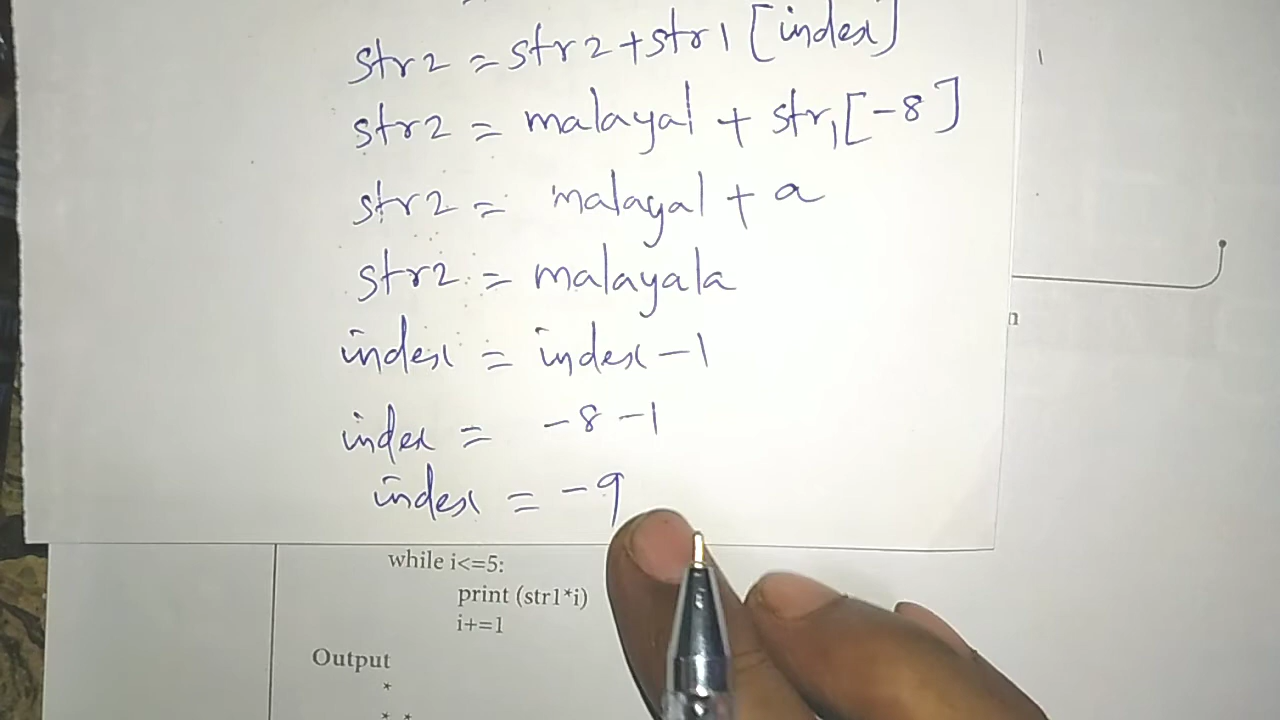 str2 = str2 + str1 [index]
str2 = malayal + str1[-8]
str2 = malayal + a
str2 = malayala
index = index - 1
index = -8 - 1
index = -9
n
while i<=5:
print (str1*i)
i+=1
Output
*
* *